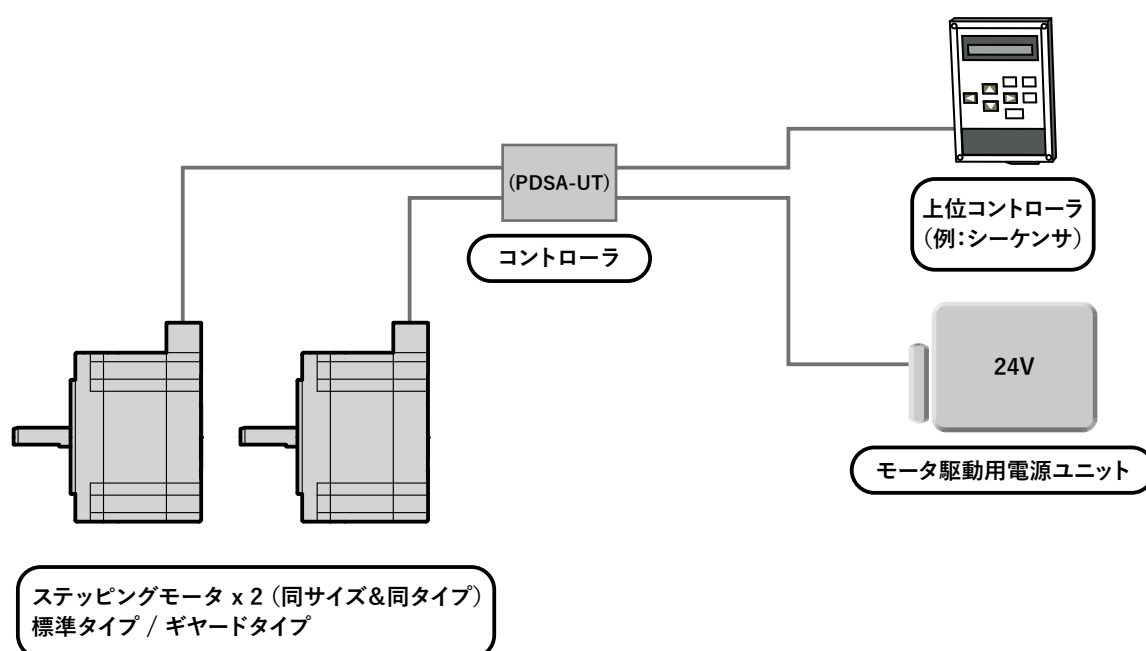 (PDSA-UT)
コントローラ
上位コントローラ
（例：シーケンサ）
24V
モータ駆動用電源ユニット
ステッピングモータ x 2（同サイズ&同タイプ）
標準タイプ / ギヤードタイプ